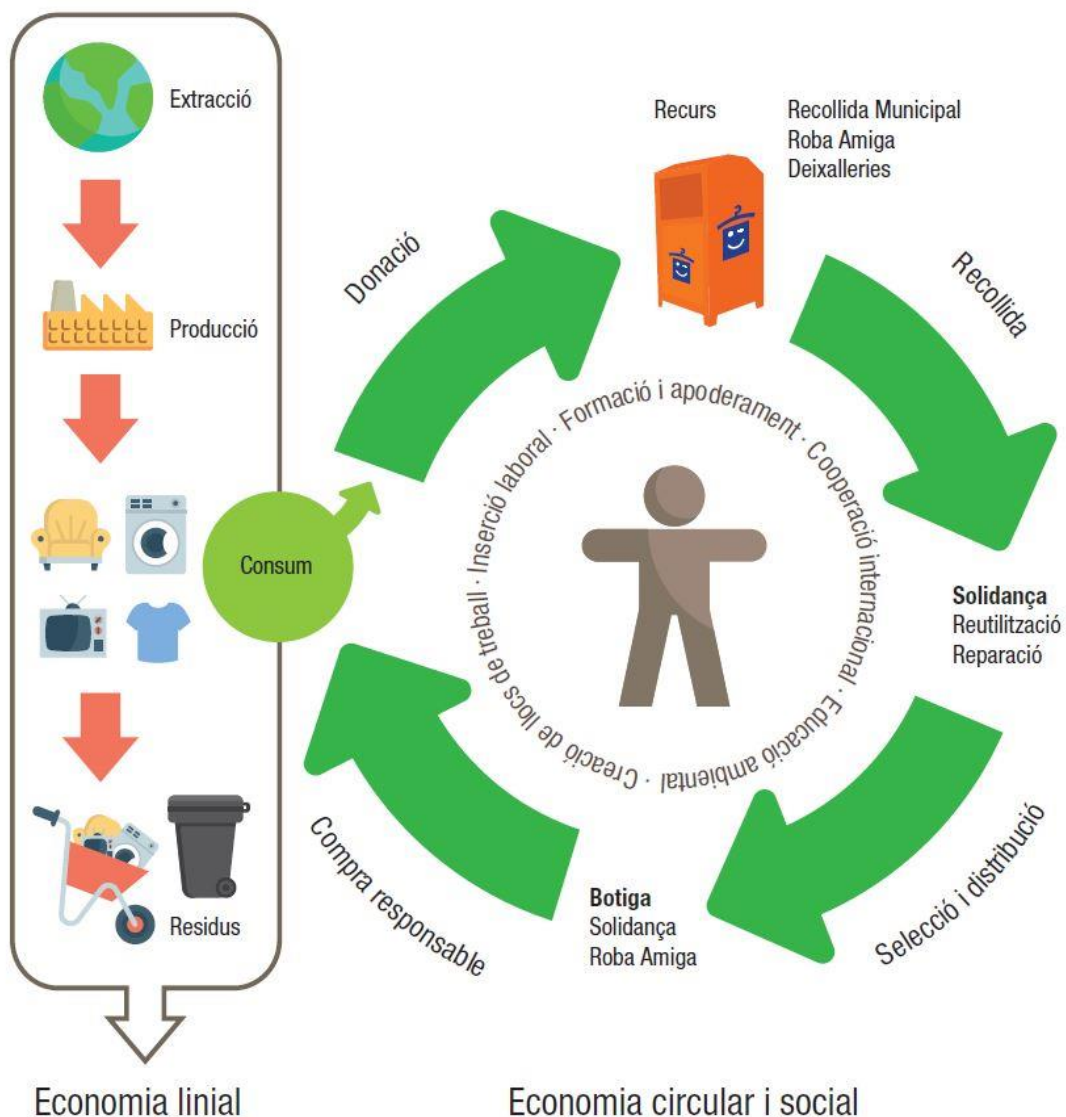 Extracció
Producció
Consum
Residus
Economia linial
Donació
Recurs
Recollida Municipal
Roba Amiga
Deixalleries
Recollida
Solidança
Reutilització
Reparació
Selecció i distribució
Botiga
Solidança
Roba Amiga
Compra responsable
Inserció laboral · Formació i apoderament · Cooperació internacional · Educació ambiental · Creació de llocs de treball ·
Economia circular i social